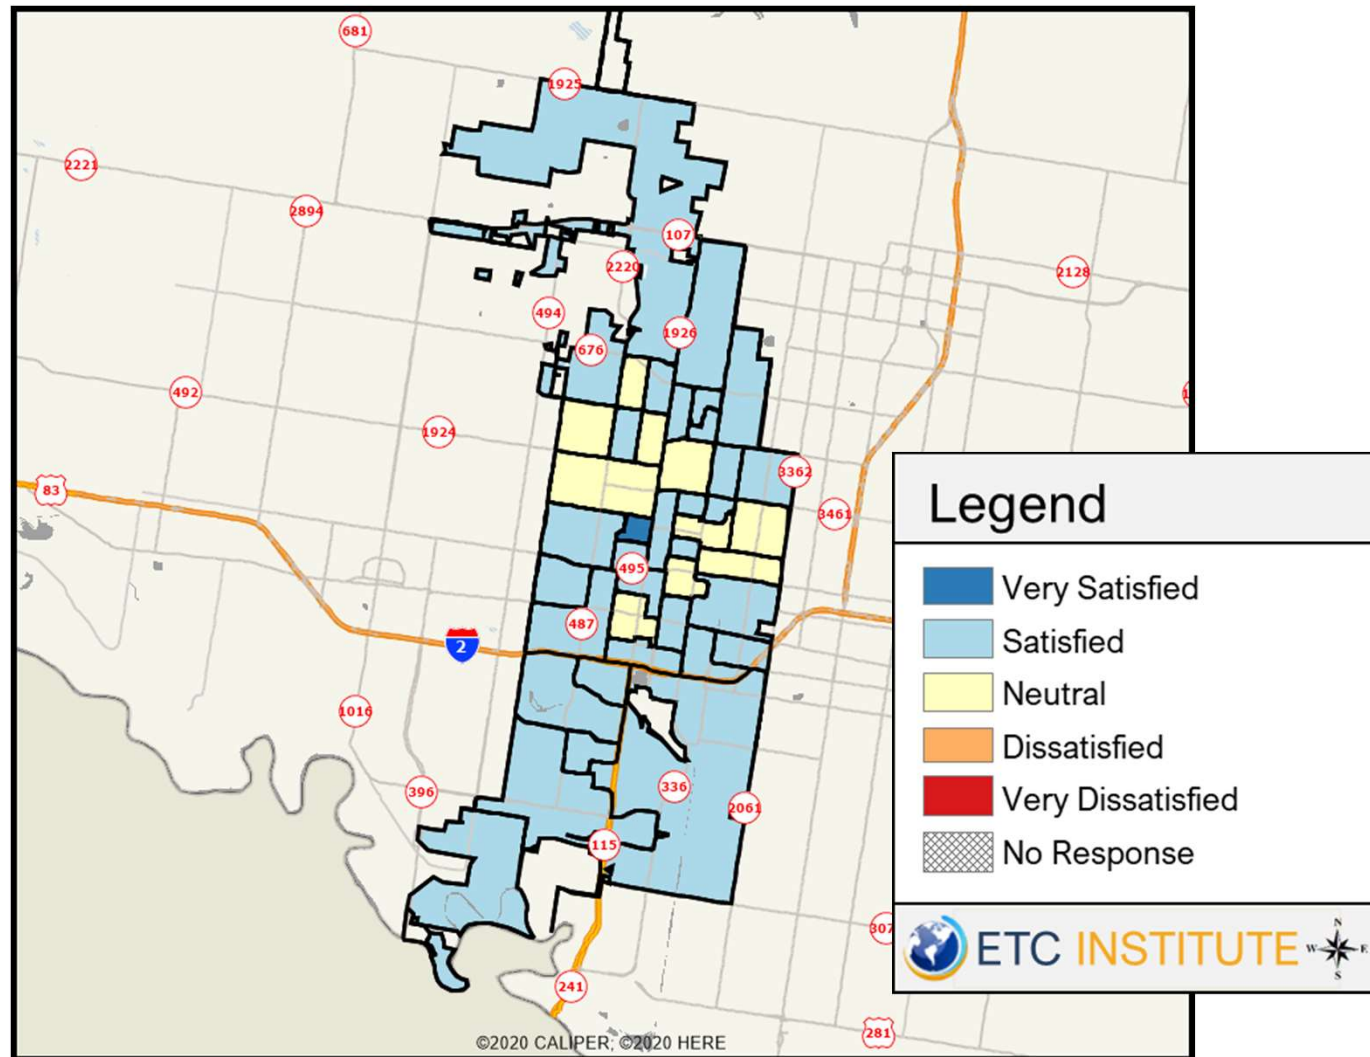 681
1925
2221
2894
107
2220
2128
494
1926
676
492
1924
3362
83
3461
495
487
2
1016
336
396
2061
115
307
241
281
©2020 CALIPER; ©2020 HERE
Legend
Very Satisfied
Satisfied
Neutral
Dissatisfied
Very Dissatisfied
No Response
ETC INSTITUTE
N
W E
S